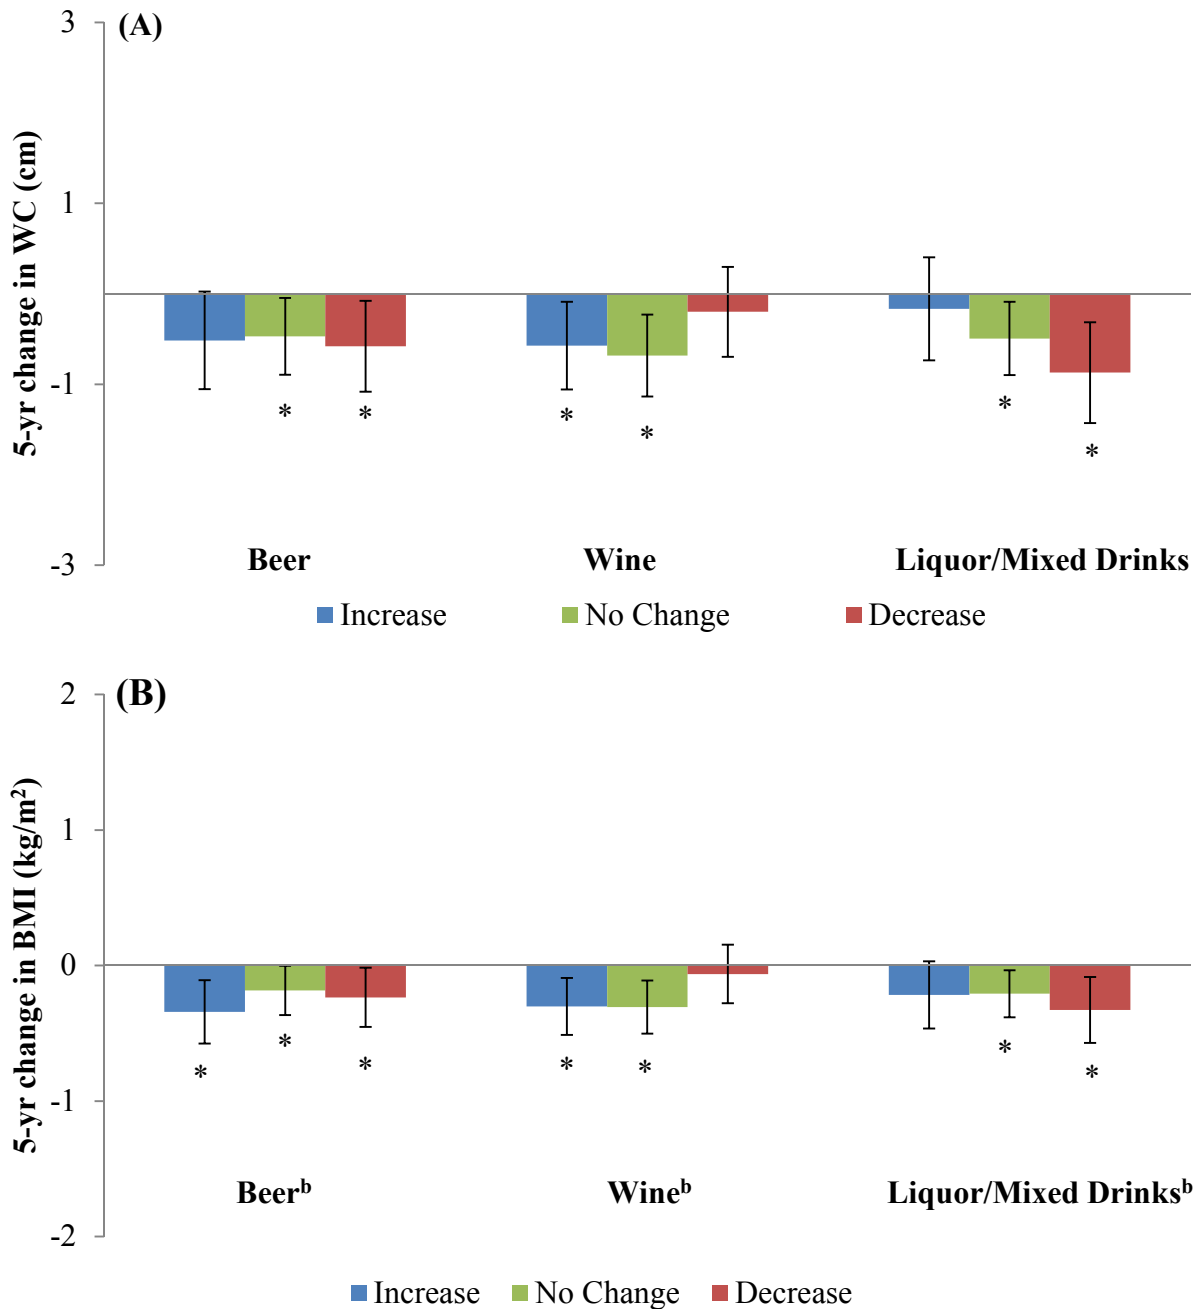 (A)
5-yr change in WC (cm)
3
1
-1
-3
* * * * * *
Beer Wine Liquor/Mixed Drinks
Increase No Change Decrease
(B)
5-yr change in BMI (kg/m²)
2
1
0
-1
-2
* * * * * * *
Beerᵇ Wineᵇ Liquor/Mixed Drinksᵇ
Increase No Change Decrease